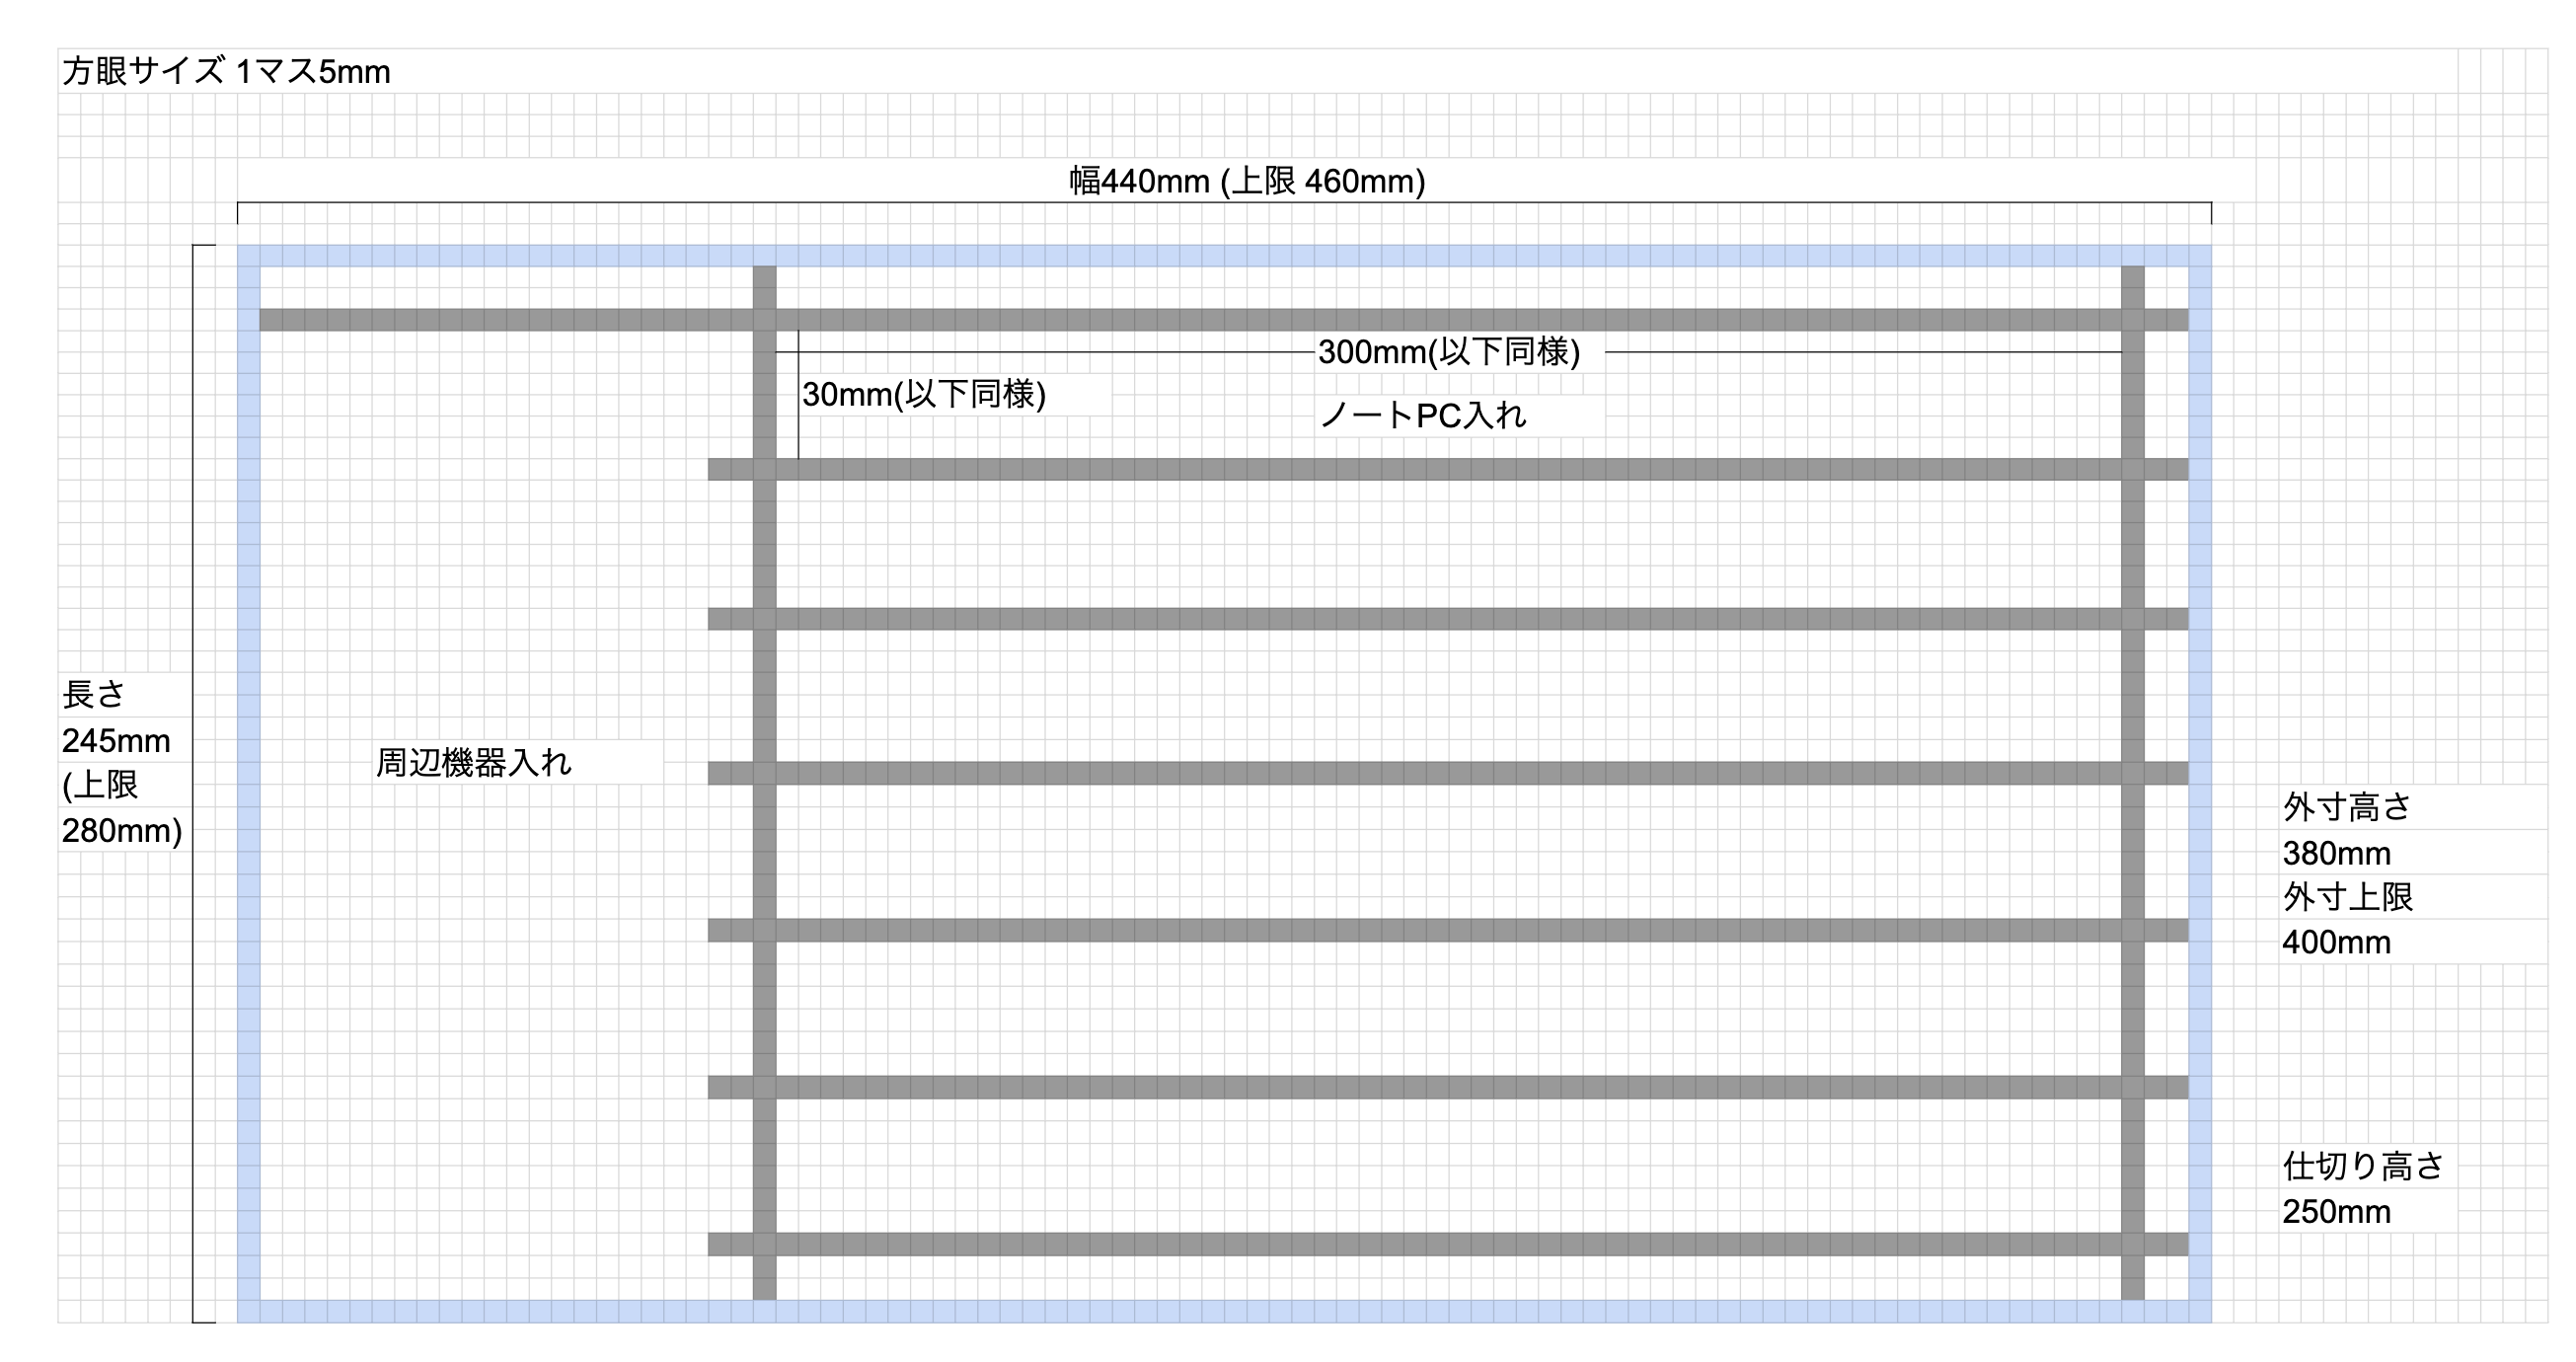 方眼サイズ 1マス5mm
幅440mm (上限 460mm)
300mm(以下同様)
30mm(以下同様)
ノートPC入れ
長さ
245mm
(上限
280mm)
周辺機器入れ
外寸高さ
380mm
外寸上限
400mm
仕切り高さ
250mm